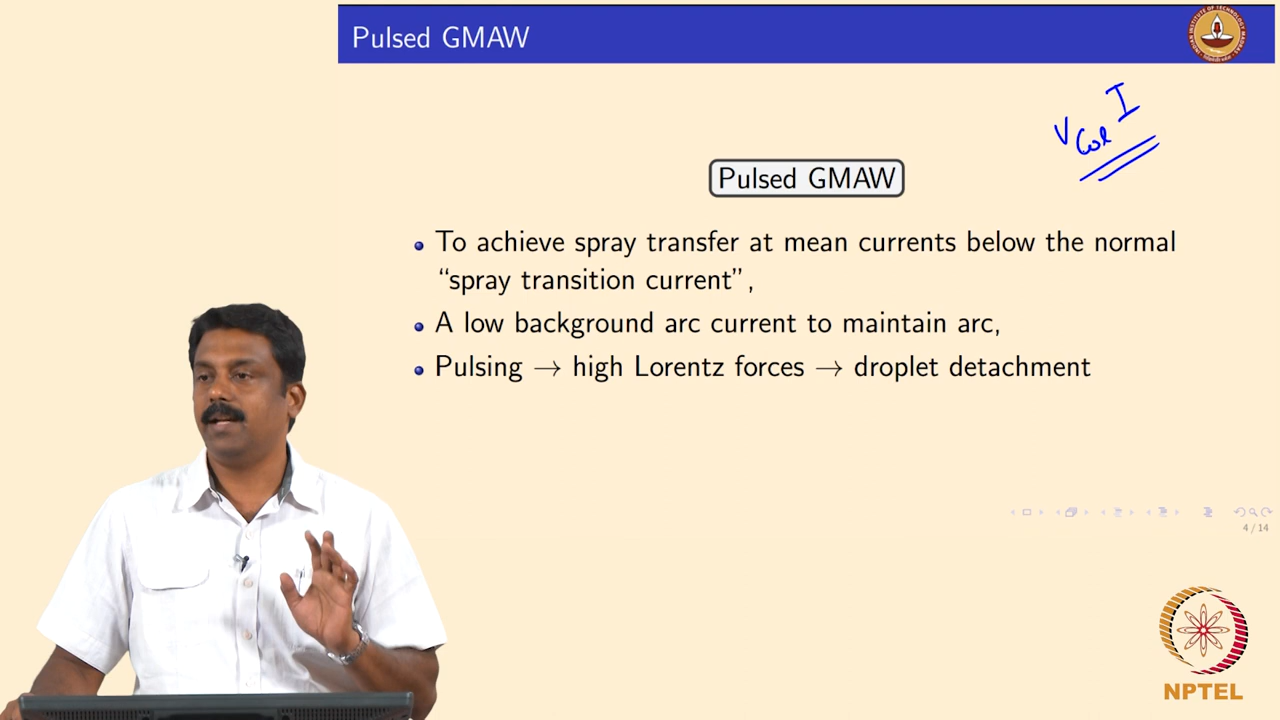 Pulsed GMAW
V Col I
Pulsed GMAW
• To achieve spray transfer at mean currents below the normal
“spray transition current”,
• A low background arc current to maintain arc,
• Pulsing → high Lorentz forces → droplet detachment
4 / 14
NPTEL